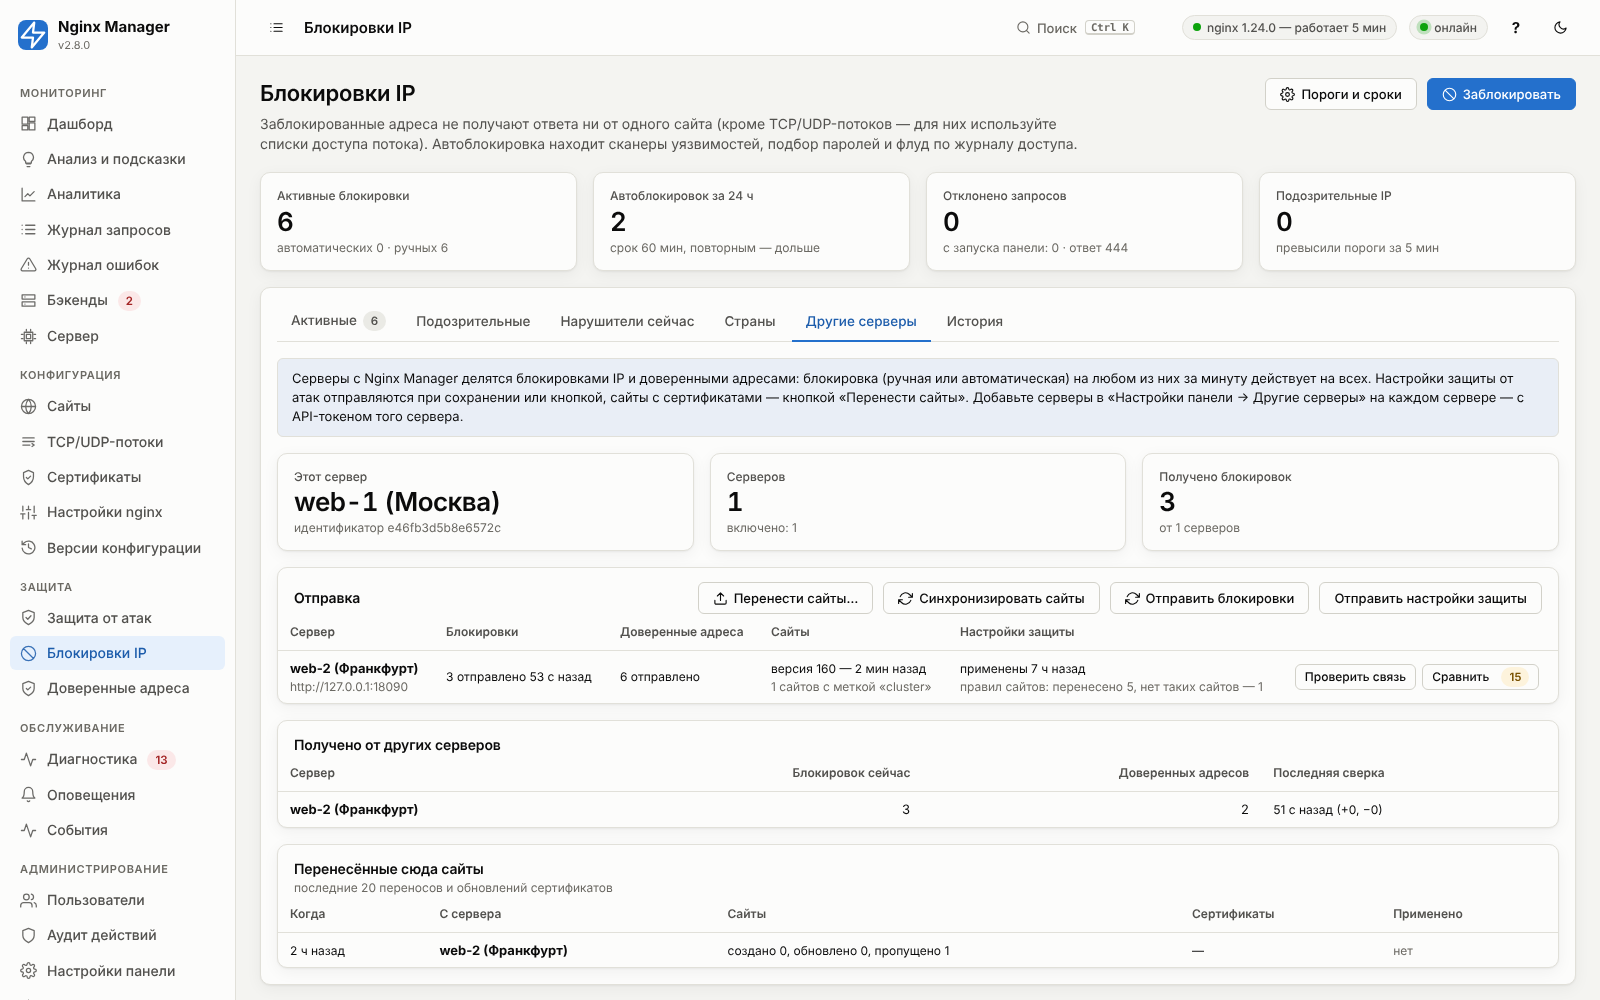 Nginx Manager
v2.8.0
МОНИТОРИНГ
Дашборд
Анализ и подсказки
Аналитика
Журнал запросов
Журнал ошибок
Бэкенды 2
Сервер
КОНФИГУРАЦИЯ
Сайты
TCP/UDP-потоки
Сертификаты
Настройки nginx
Версии конфигурации
ЗАЩИТА
Защита от атак
Блокировки IP
Доверенные адреса
ОБСЛУЖИВАНИЕ
Диагностика 13
Оповещения
События
АДМИНИСТРИРОВАНИЕ
Пользователи
Аудит действий
Настройки панели
Блокировки IP
Поиск Ctrl K
nginx 1.24.0 — работает 5 мин
онлайн
?
Блокировки IP
Пороги и сроки
Заблокировать
Заблокированные адреса не получают ответа ни от одного сайта (кроме TCP/UDP-потоков — для них используйте
списки доступа потока). Автоблокировка находит сканеры уязвимостей, подбор паролей и флуд по журналу доступа.
Активные блокировки
6
автоматических 0 · ручных 6
Автоблокировок за 24 ч
2
срок 60 мин, повторным — дольше
Отклонено запросов
0
с запуска панели: 0 · ответ 444
Подозрительные IP
0
превысили пороги за 5 мин
Активные 6 Подозрительные Нарушители сейчас Страны Другие серверы История
Серверы с Nginx Manager делятся блокировками IP и доверенными адресами: блокировка (ручная или автоматическая) на любом из них за минуту действует на всех. Настройки защиты от
атак отправляются при сохранении или кнопкой, сайты с сертификатами — кнопкой «Перенести сайты». Добавьте серверы в «Настройки панели → Другие серверы» на каждом сервере — с
API-токеном того сервера.
Этот сервер
web-1 (Москва)
идентификатор e46fb3d5b8e6572c
Серверов
1
включено: 1
Получено блокировок
3
от 1 серверов
Отправка
Перенести сайты...
Синхронизировать сайты
Отправить блокировки
Отправить настройки защиты
Сервер Блокировки Доверенные адреса Сайты Настройки защиты
web-2 (Франкфурт) 3 отправлено 53 с назад 6 отправлено версия 160 — 2 мин назад применены 7 ч назад Проверить связь Сравнить 15
http://127.0.0.1:18090 1 сайтов с меткой «cluster» правил сайтов: перенесено 5, нет таких сайтов — 1
Получено от других серверов
Сервер Блокировок сейчас Доверенных адресов Последняя сверка
web-2 (Франкфурт) 3 2 51 с назад (+0, −0)
Перенесённые сюда сайты
последние 20 переносов и обновлений сертификатов
Когда С сервера Сайты Сертификаты Применено
2 ч назад web-2 (Франкфурт) создано 0, обновлено 0, пропущено 1 — нет